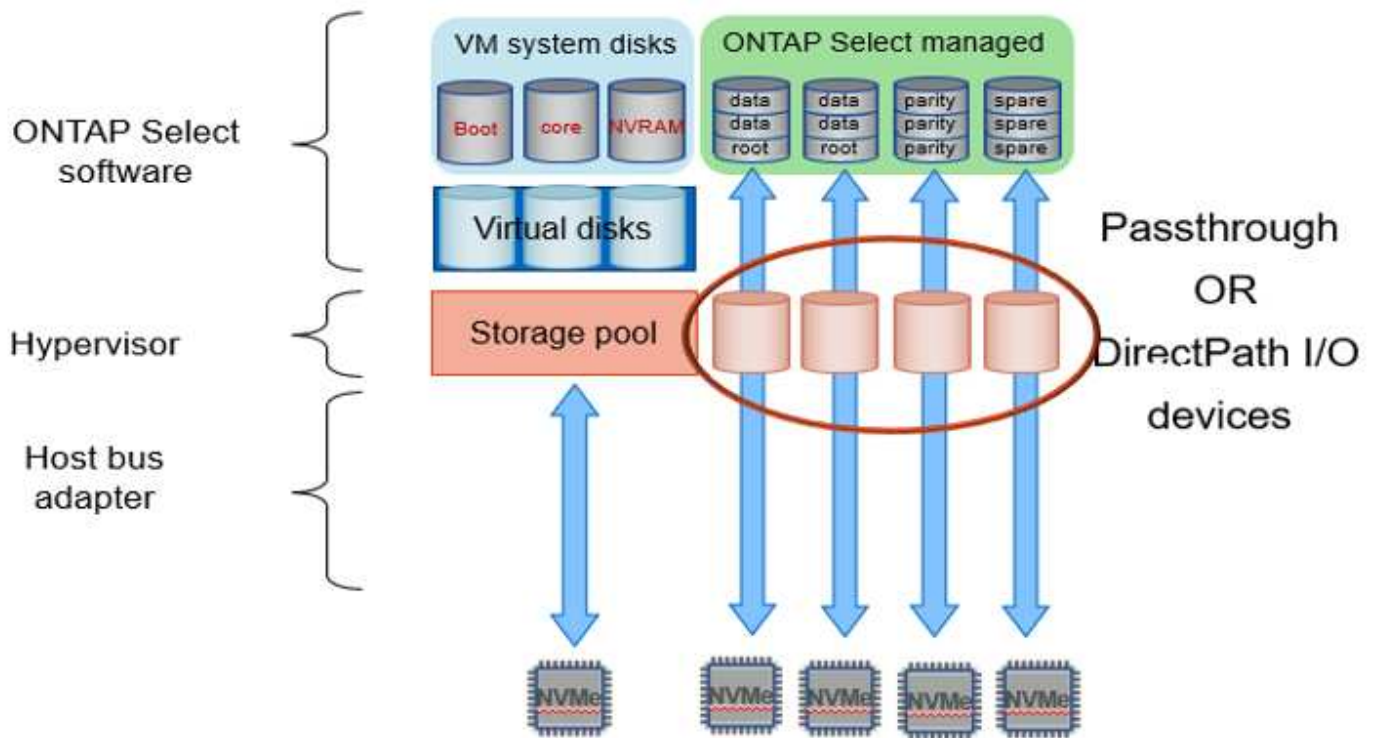 VM system disks
ONTAP Select managed
Boot
core
NVRAM
data
data
root
data
data
root
parity
parity
parity
spare
spare
spare
ONTAP Select
software
Virtual disks
Passthrough
OR
DirectPath I/O
devices
Hypervisor
Storage pool
Host bus
adapter
NVMe
NVMe
NVMe
NVMe
NVMe